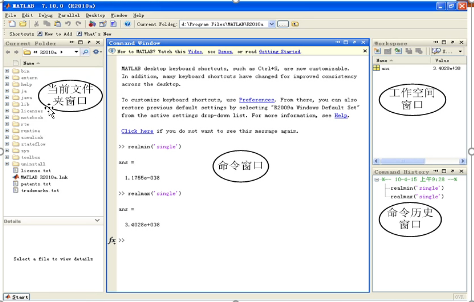 MATLAB 7.10.0 (R2010a)
File Edit Debug Parallel Desktop Window Help
Current Folder: d:\Program Files\MATLAB\R2010a
Shortcuts How to Add What's New
Current Folder
« R2010a
Name
bin
extern
help
ja
java
lib
licenses
notebook
rtw
simulink
stateflow
sys
toolbox
uninstall
license.txt
MATLAB R2010a.lnk
patents.txt
trademarks.txt
当前文件
夹窗口
Details
Select a file to view details
Start
Command Window
New to MATLAB? Watch this Video, see Demos, or read Getting Started
MATLAB desktop keyboard shortcuts, such as Ctrl+S, are now customizable.
In addition, many keyboard shortcuts have changed for improved consistency
across the desktop.
To customize keyboard shortcuts, use Preferences. From there, you can also
restore previous default settings by selecting "R2009a Windows Default Set"
from the active settings drop-down list. For more information, see Help.
Click here if you do not want to see this message again.
>> realmin('single')
ans =
1.1755e-038
>> realmax('single')
ans =
3.4028e+038
fx >>
命令窗口
Workspace
Name
Value
ans
3.4028e+038
工作空间
窗口
Command History
realmin('single')
realmax('single')
命令历史
窗口
OVR